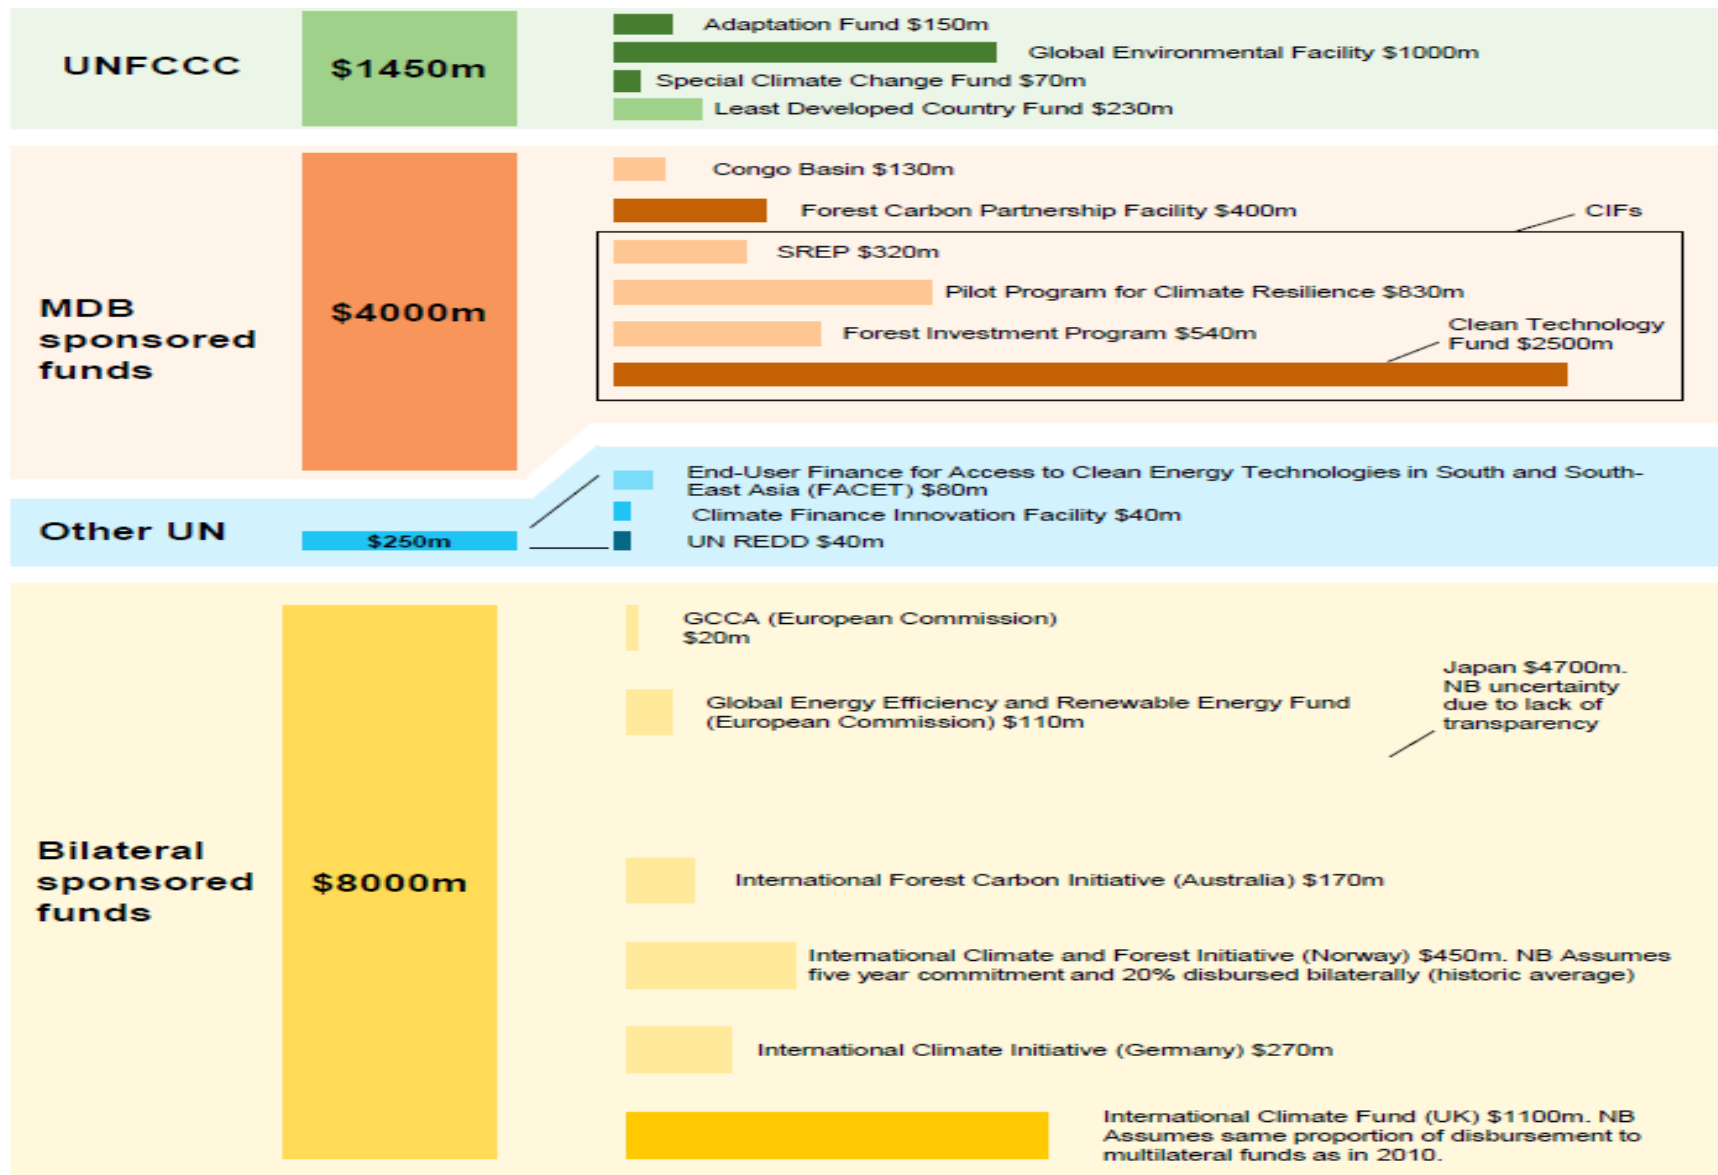 UNFCCC
$1450m
Adaptation Fund $150m
Global Environmental Facility $1000m
Special Climate Change Fund $70m
Least Developed Country Fund $230m
MDB
sponsored
funds
$4000m
Congo Basin $130m
Forest Carbon Partnership Facility $400m
CIFs
SREP $320m
Pilot Program for Climate Resilience $830m
Forest Investment Program $540m
Clean Technology
Fund $2500m
Other UN
$250m
End-User Finance for Access to Clean Energy Technologies in South and South-
East Asia (FACET) $80m
Climate Finance Innovation Facility $40m
UN REDD $40m
Bilateral
sponsored
funds
$8000m
GCCA (European Commission)
$20m
Global Energy Efficiency and Renewable Energy Fund
(European Commission) $110m
Japan $4700m.
NB uncertainty
due to lack of
transparency
International Forest Carbon Initiative (Australia) $170m
International Climate and Forest Initiative (Norway) $450m. NB Assumes
five year commitment and 20% disbursed bilaterally (historic average)
International Climate Initiative (Germany) $270m
International Climate Fund (UK) $1100m. NB
Assumes same proportion of disbursement to
multilateral funds as in 2010.